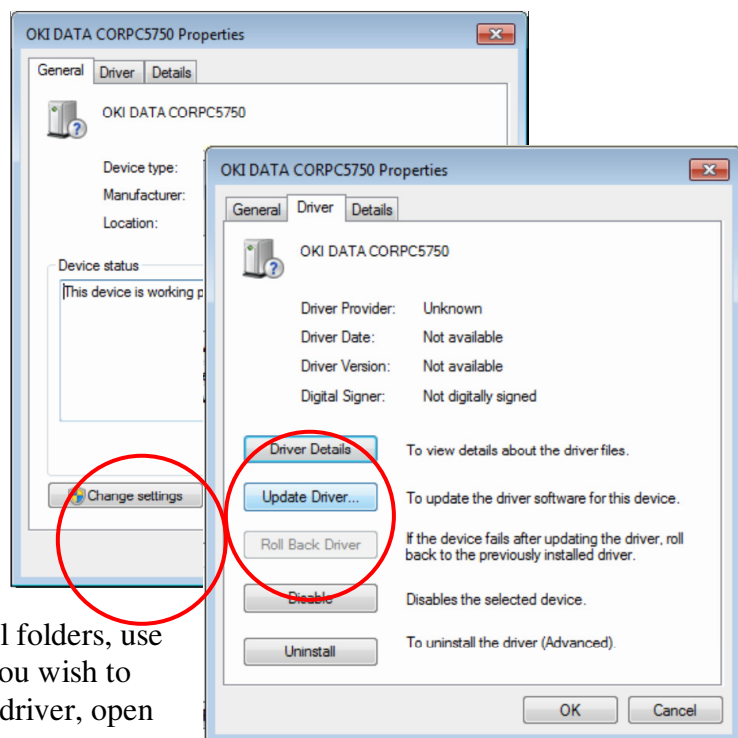 OKI DATA CORPC5750 Properties
General Driver Details
OKI DATA CORPC5750
Device type:
Manufacturer:
Location:
Device status
This device is working p
Change settings
OKI DATA CORPC5750 Properties
General Driver Details
OKI DATA CORPC5750
Driver Provider: Unknown
Driver Date: Not available
Driver Version: Not available
Digital Signer: Not digitally signed
Driver Details To view details about the driver files.
Update Driver... To update the driver software for this device.
Roll Back Driver If the device fails after updating the driver, roll
back to the previously installed driver.
Disable Disables the selected device.
Uninstall To uninstall the driver (Advanced).
OK Cancel
l folders, use
ou wish to
driver, open